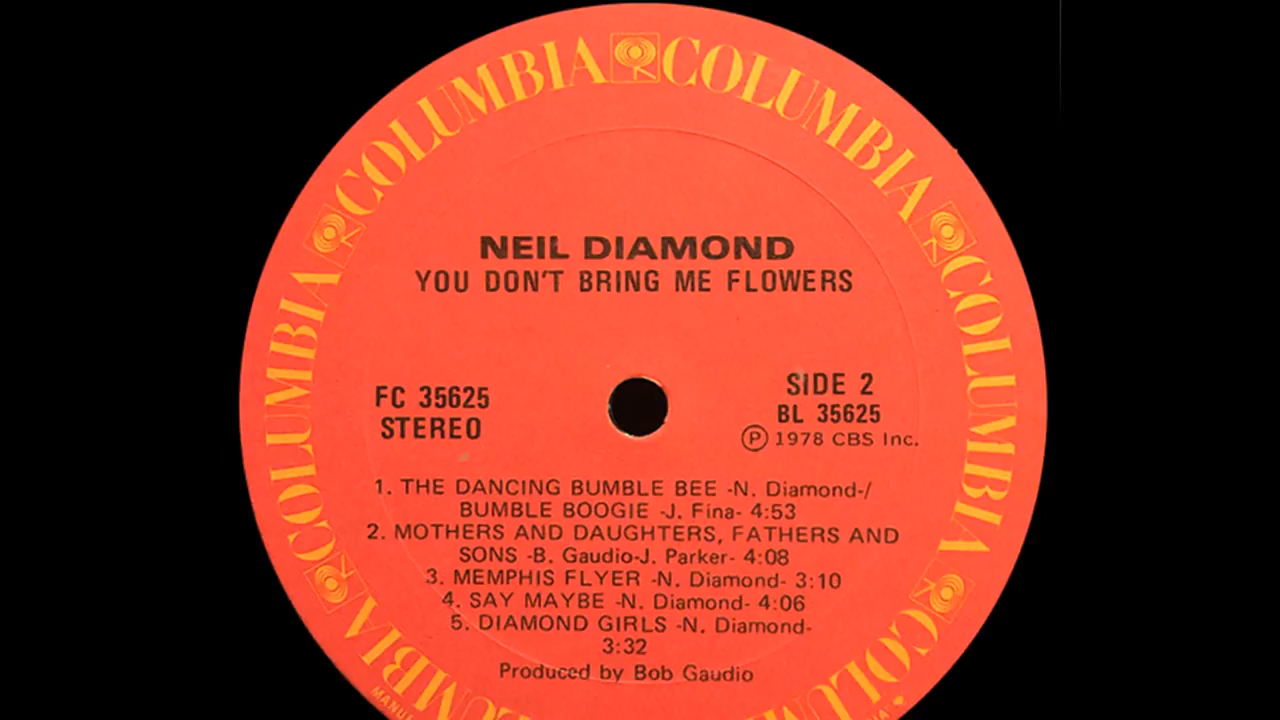 COLUMBIA COLUMBIA COLUMBIA COLUMBIA COLUMBIA
NEIL DIAMOND
YOU DON'T BRING ME FLOWERS
FC 35625
STEREO
SIDE 2
BL 35625
Ⓟ 1978 CBS Inc.
1. THE DANCING BUMBLE BEE -N. Diamond-/
BUMBLE BOOGIE -J. Fina- 4:53
2. MOTHERS AND DAUGHTERS, FATHERS AND
SONS -B. Gaudio-J. Parker- 4:08
3. MEMPHIS FLYER -N. Diamond- 3:10
4. SAY MAYBE -N. Diamond- 4:06
5. DIAMOND GIRLS -N. Diamond-
3:32
Produced by Bob Gaudio